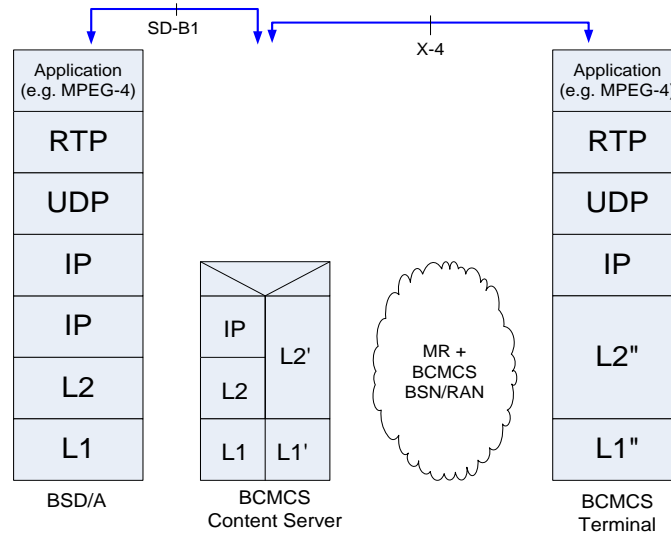 SD-B1
X-4
Application
(e.g. MPEG-4)
RTP
UDP
IP
IP
L2
L1
BSD/A
IP
L2'
L2
L1
L1'
BCMCS
Content Server
MR +
BCMCS
BSN/RAN
Application
(e.g. MPEG-4)
RTP
UDP
IP
L2"
L1"
BCMCS
Terminal